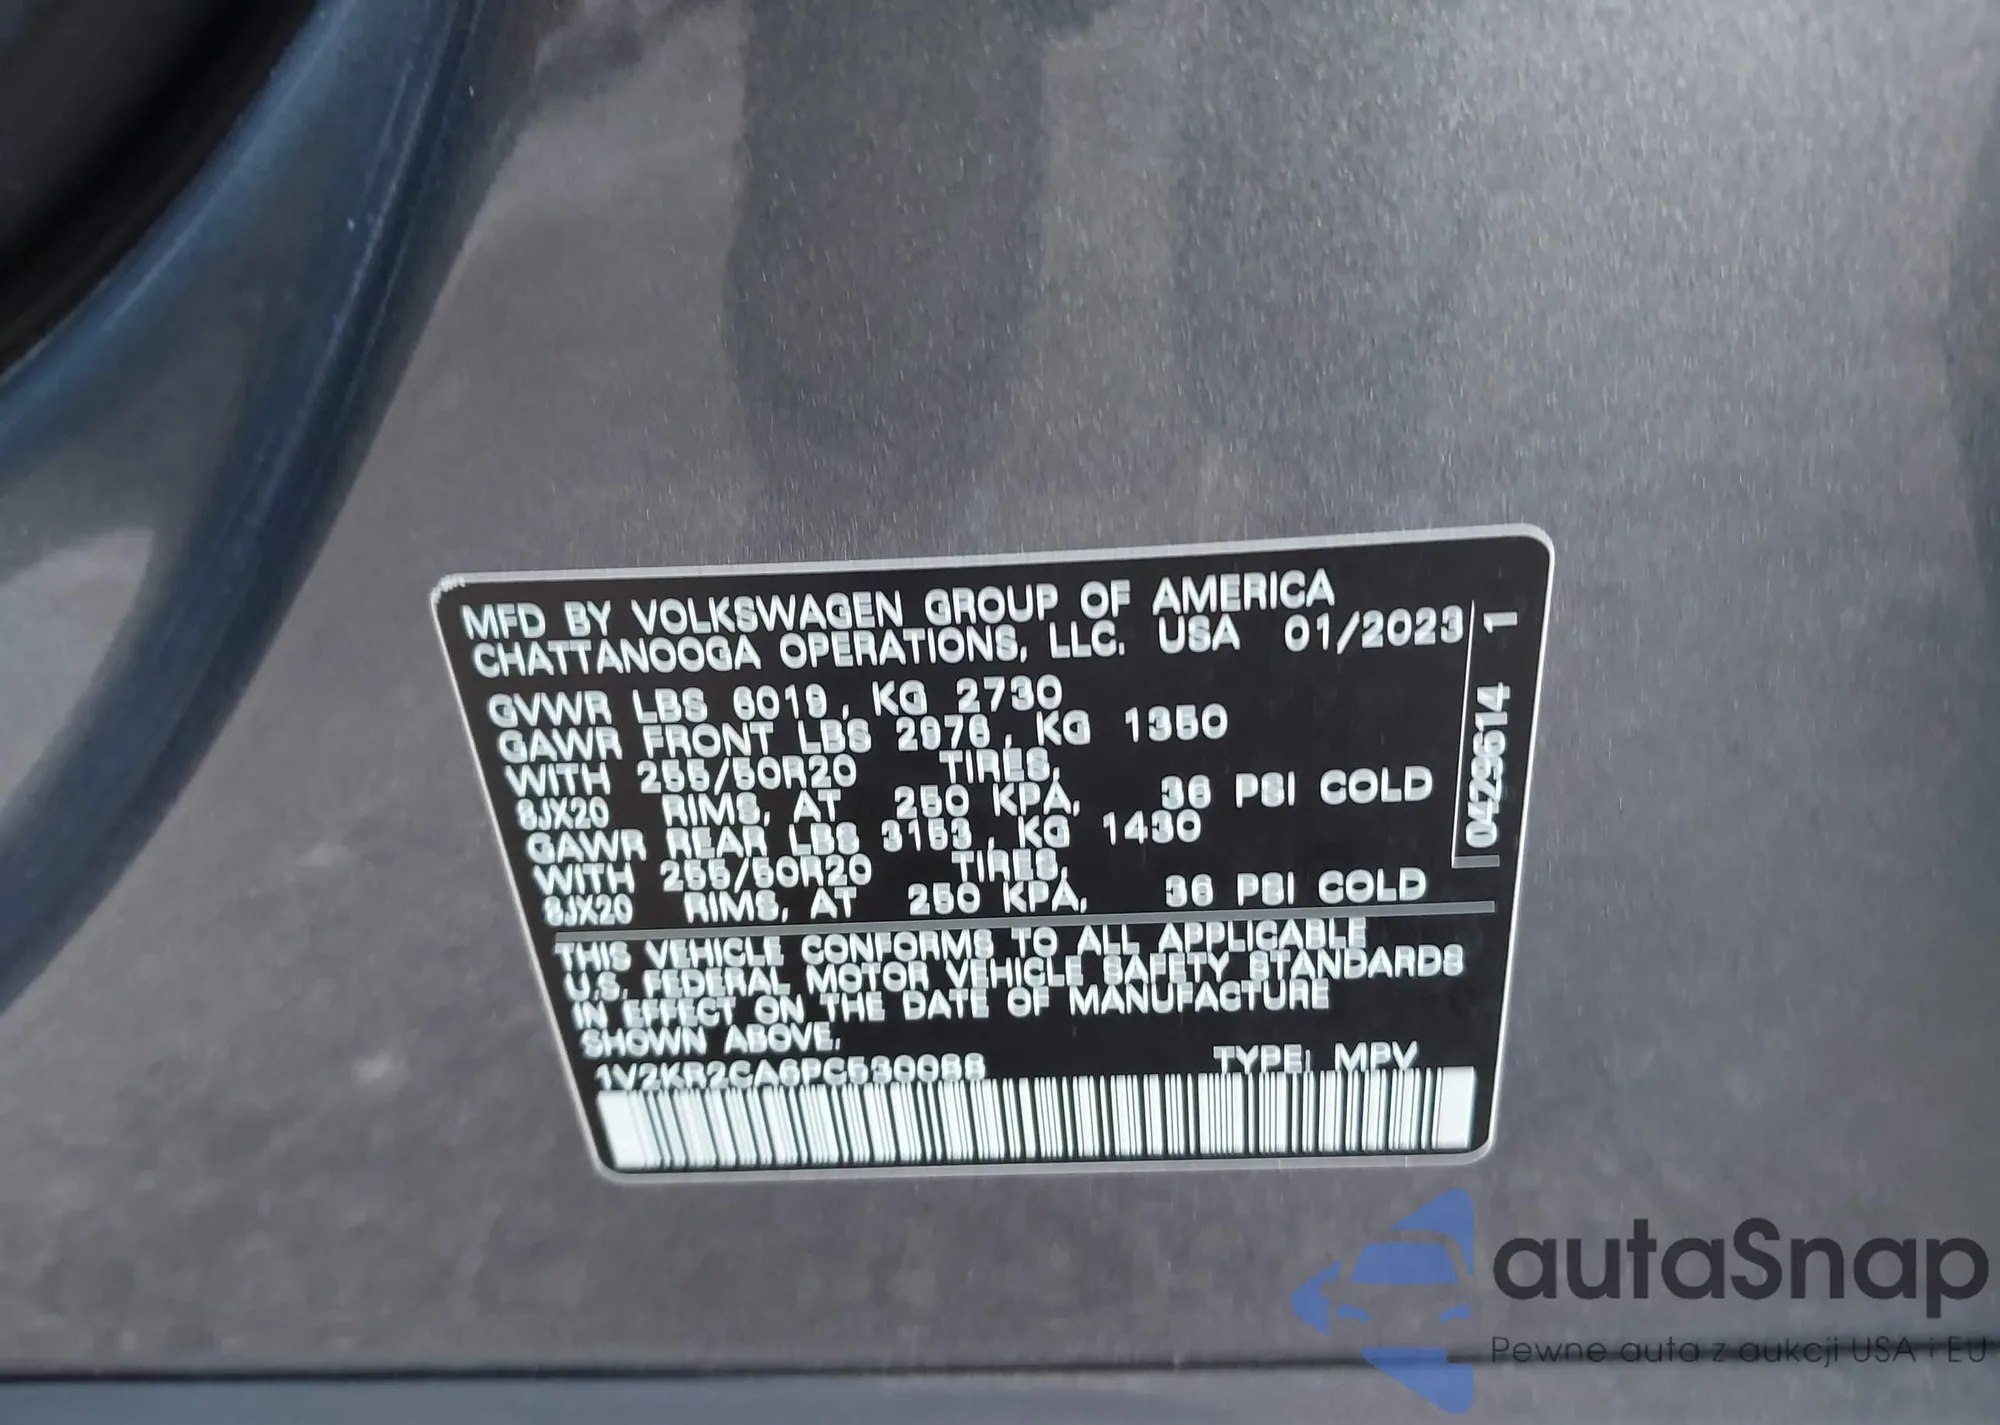 MFD BY VOLKSWAGEN GROUP OF AMERICA
CHATTANOOGA OPERATIONS, LLC. USA 01/2023
GVWR LBS 6019, KG 2730
GAWR FRONT LBS 2976, KG 1350
WITH 255/50R20 TIRES,
8JX20 RIMS, AT 250 KPA, 36 PSI COLD
GAWR REAR LBS 3153, KG 1430
WITH 255/50R20 TIRES,
8JX20 RIMS, AT 250 KPA, 36 PSI COLD
THIS VEHICLE CONFORMS TO ALL APPLICABLE
U.S. FEDERAL MOTOR VEHICLE SAFETY STANDARDS
IN EFFECT ON THE DATE OF MANUFACTURE
SHOWN ABOVE.
1V2KR2CA6PC530088 TYPE: MPV
0429614 1
autaSnap
Pewne auta z aukcji USA i EU